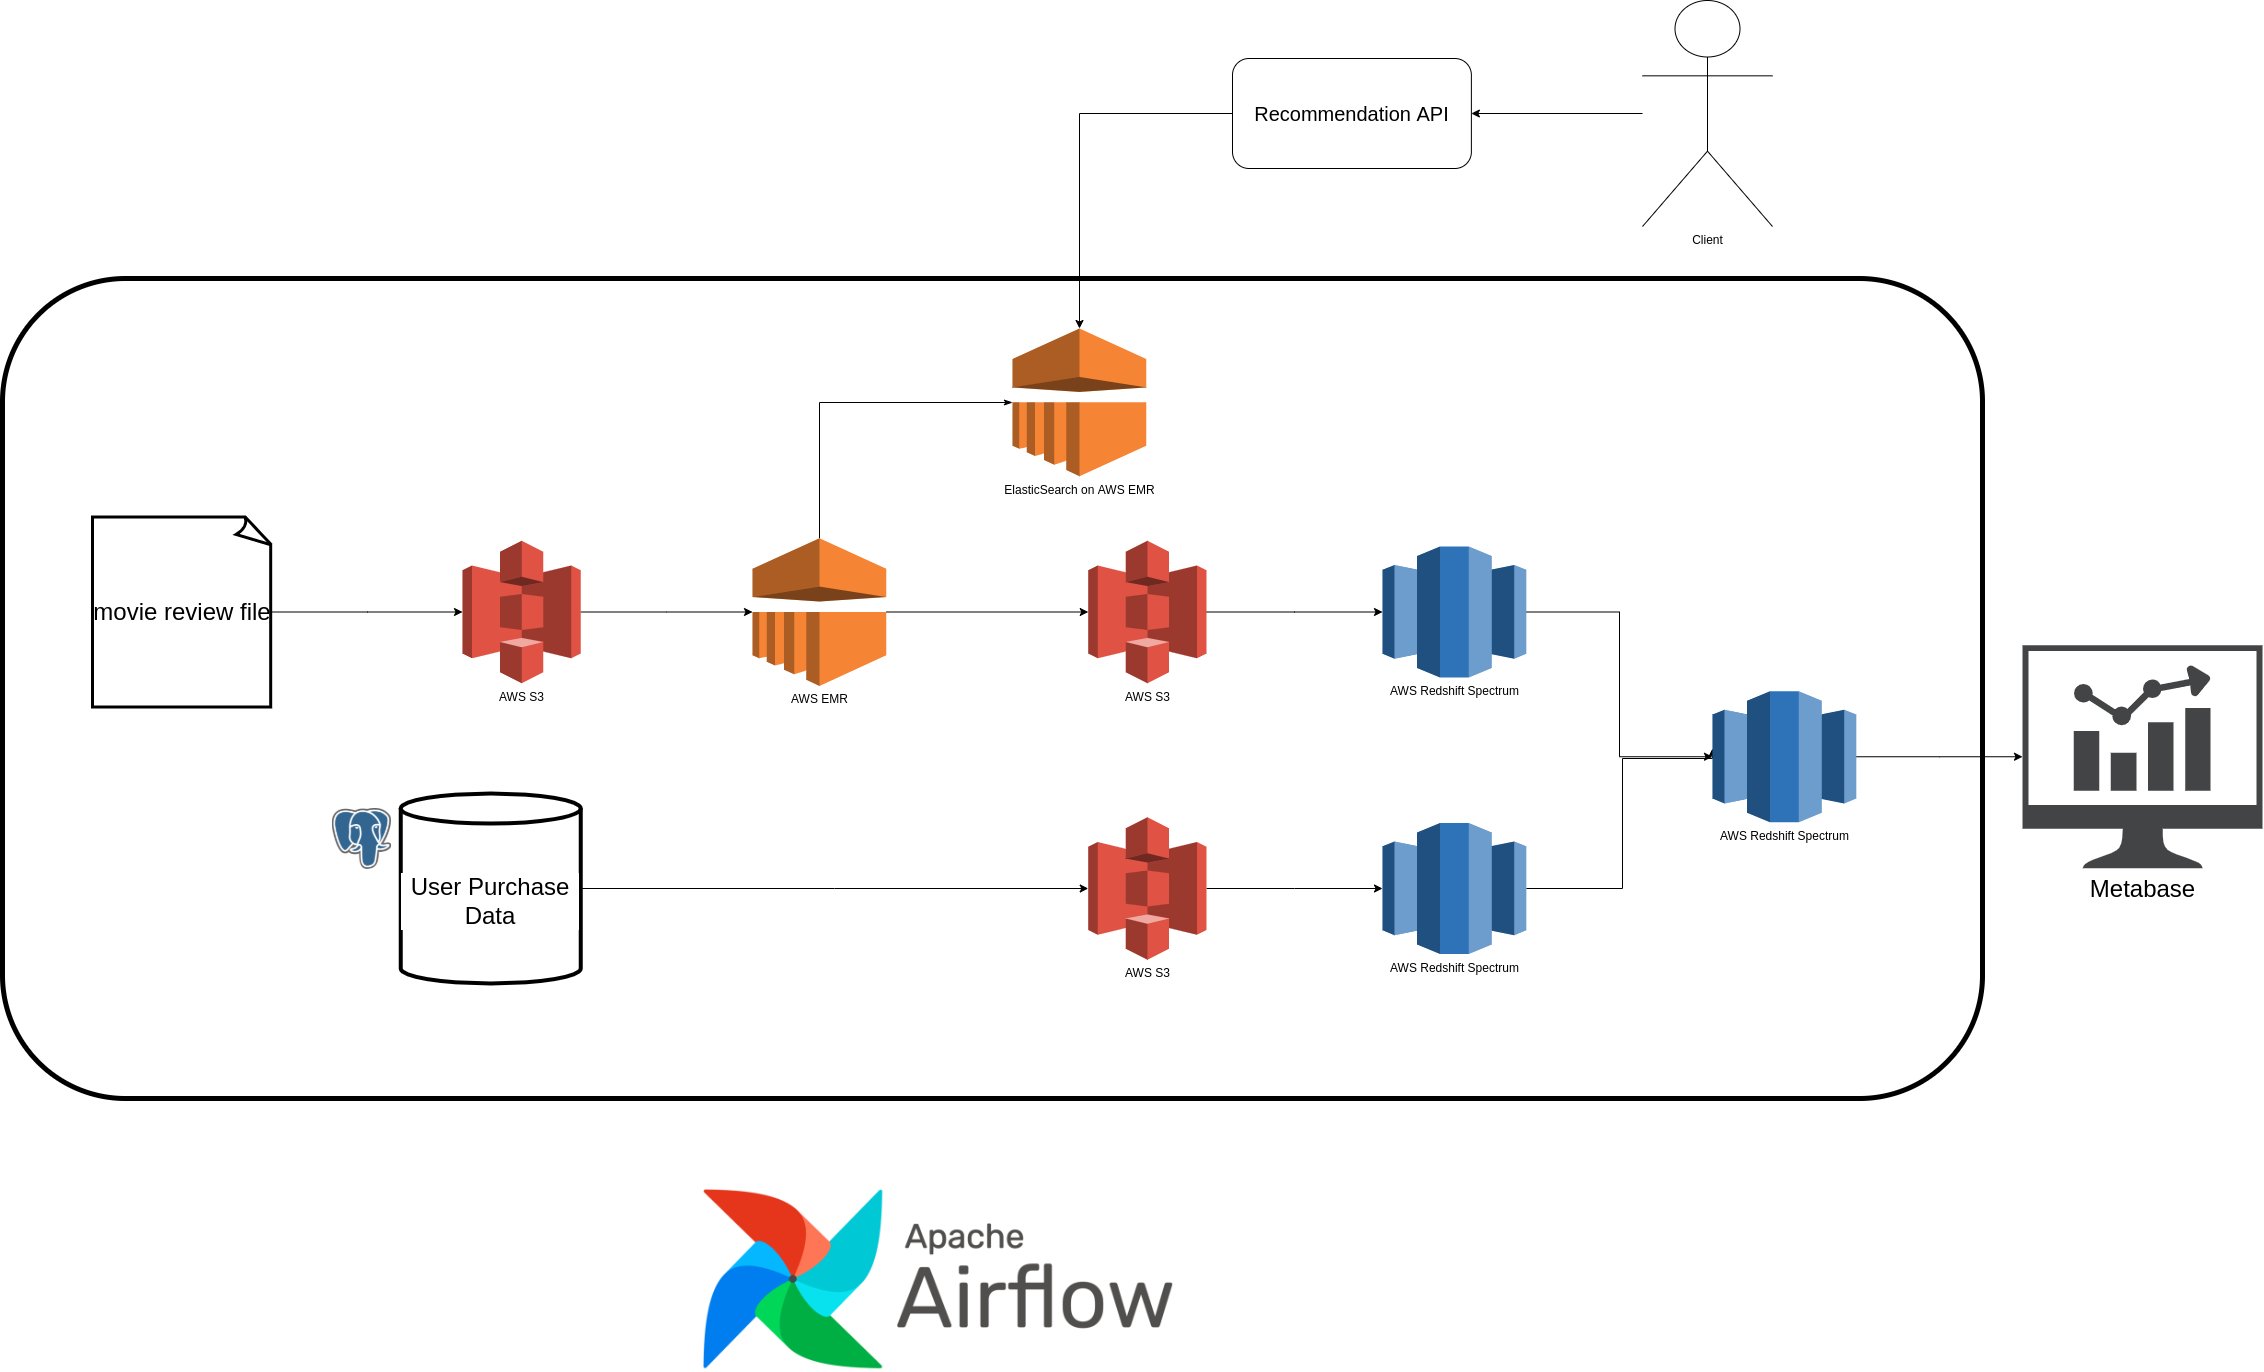 Recommendation API
Client
ElasticSearch on AWS EMR
movie review file
AWS S3
AWS EMR
AWS S3
AWS Redshift Spectrum
AWS Redshift Spectrum
Metabase
User Purchase
Data
AWS S3
AWS Redshift Spectrum
Apache
Airflow